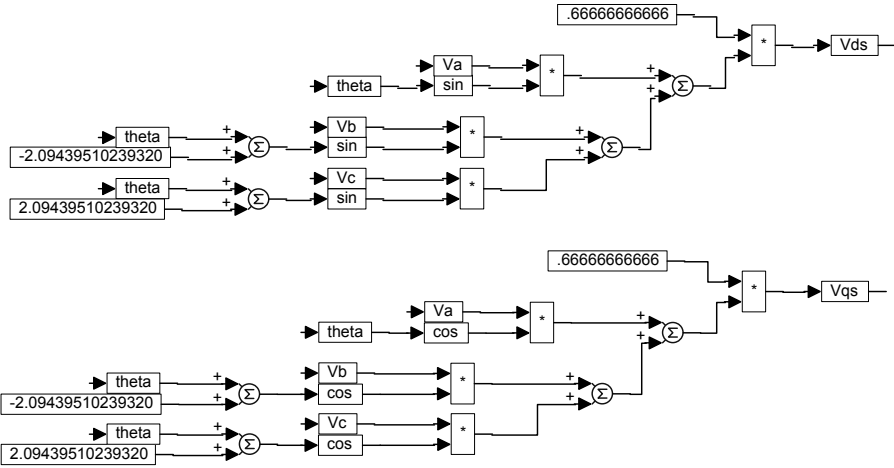 .66666666666
*
Vds
Va
*
+
theta
sin
+
Σ
Vb
*
theta
+
sin
+
Σ
-2.09439510239320
+
Σ
+
Vc
*
theta
+
sin
2.09439510239320
+
Σ
.66666666666
*
Vqs
Va
*
+
theta
cos
+
Σ
Vb
*
theta
+
cos
+
Σ
-2.09439510239320
+
Σ
+
Vc
*
theta
+
cos
2.09439510239320
+
Σ